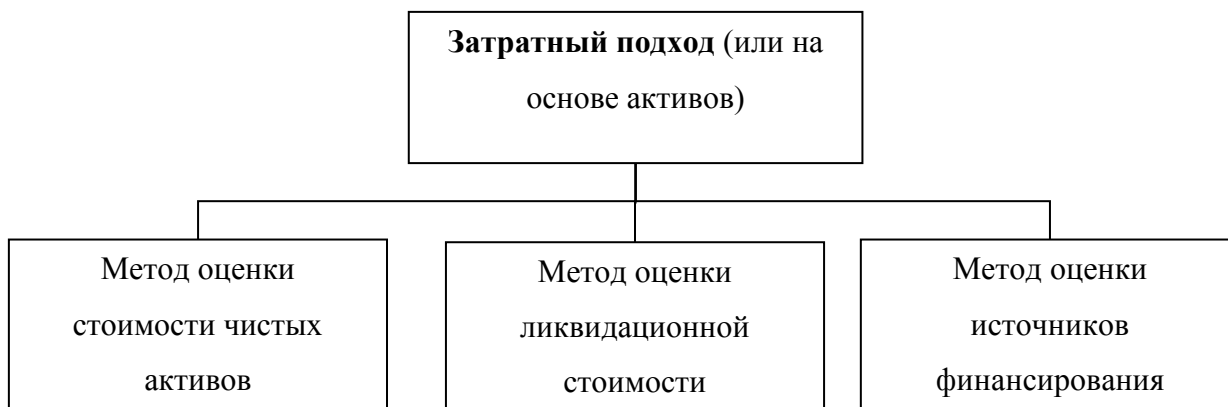 Затратный подход (или на
основе активов)
Метод оценки
стоимости чистых
активов
Метод оценки
ликвидационной
стоимости
Метод оценки
источников
финансирования